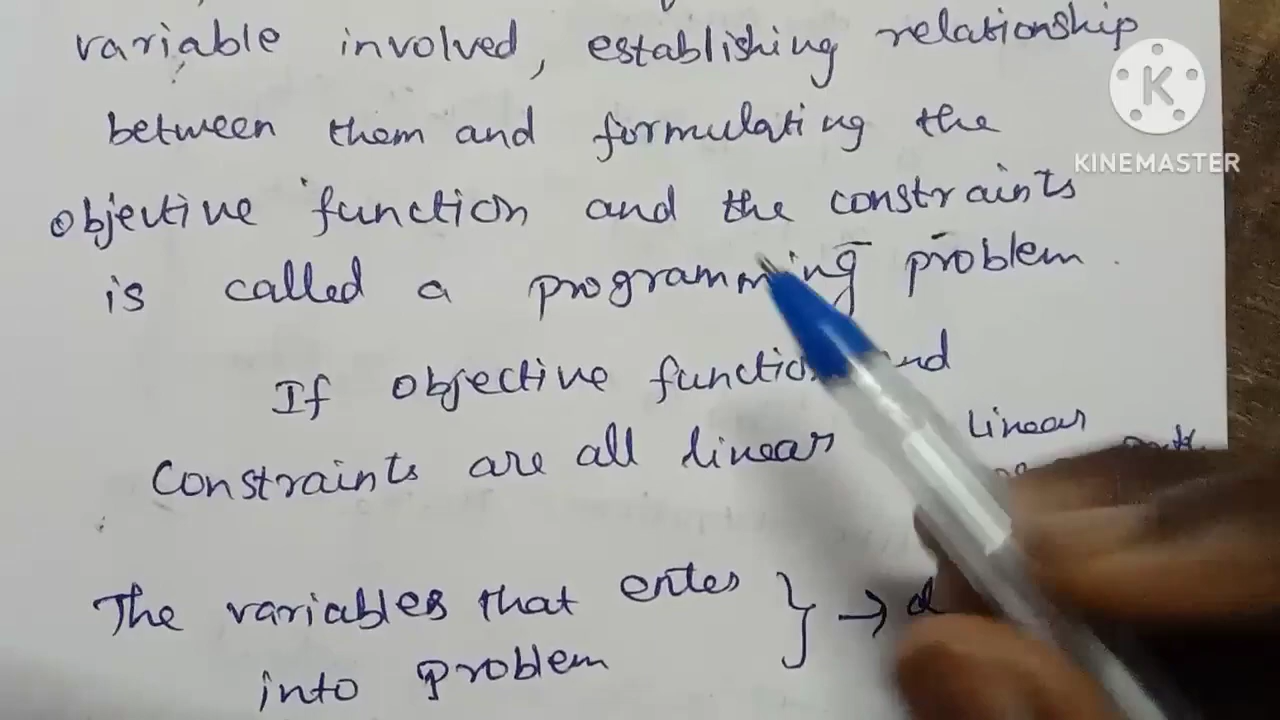 variable involved, establishing relationship
K
KINEMASTER
between them and formulating the
objective function and the constraints
is called a programming problem.
If objective function and
constraints are all linear
linear
The variables that enter
into problem
} → d